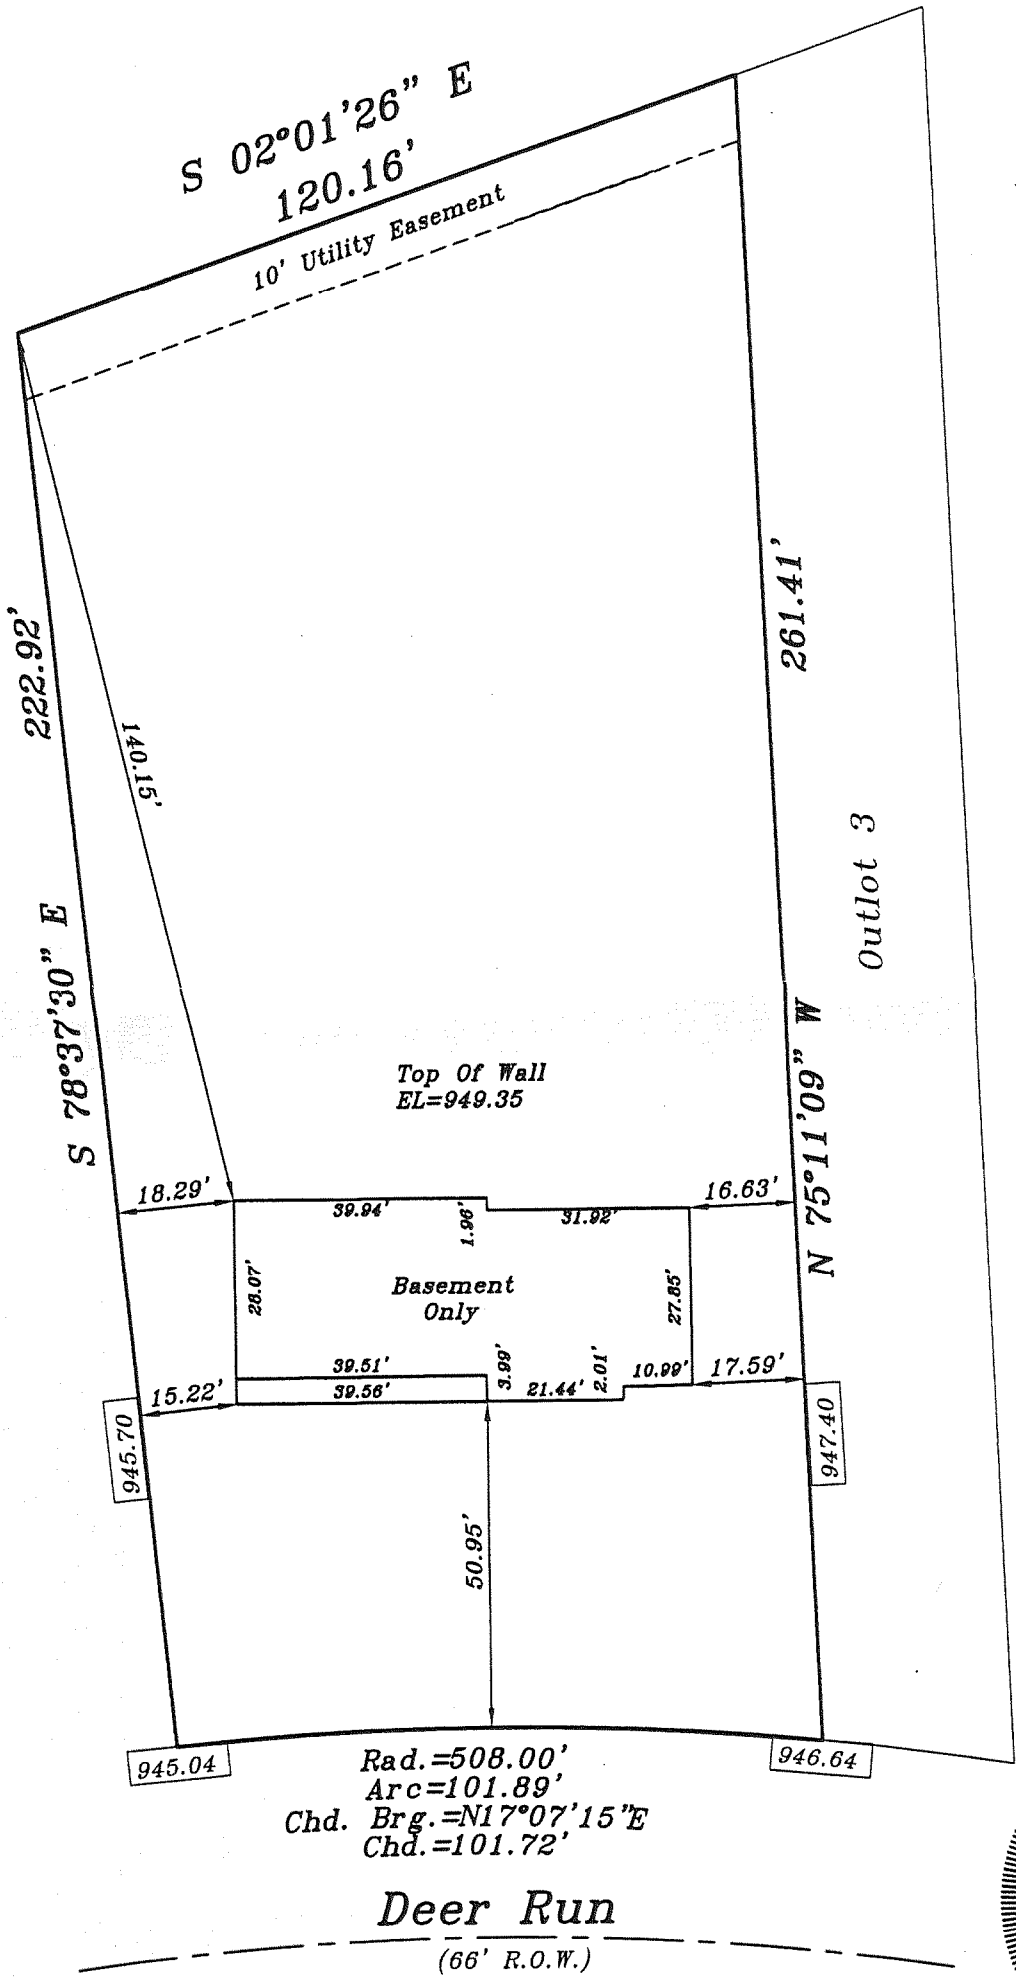 S 02°01'26" E
120.16'
10' Utility Easement
222.92'
261.41'
140.15'
S 78°37'30" E
Outlot 3
N 75°11'09" W
Top Of Wall
EL=949.35
18.29'
39.94'
1.96'
31.92'
16.63'
28.07'
Basement
Only
27.85'
39.51'
3.99'
2.01'
10.99'
17.59'
15.22'
39.56'
21.44'
945.70
947.40
50.95'
945.04
946.64
Rad.=508.00'
Arc=101.89'
Chd. Brg.=N17°07'15"E
Chd.=101.72'
Deer Run
(66' R.O.W.)